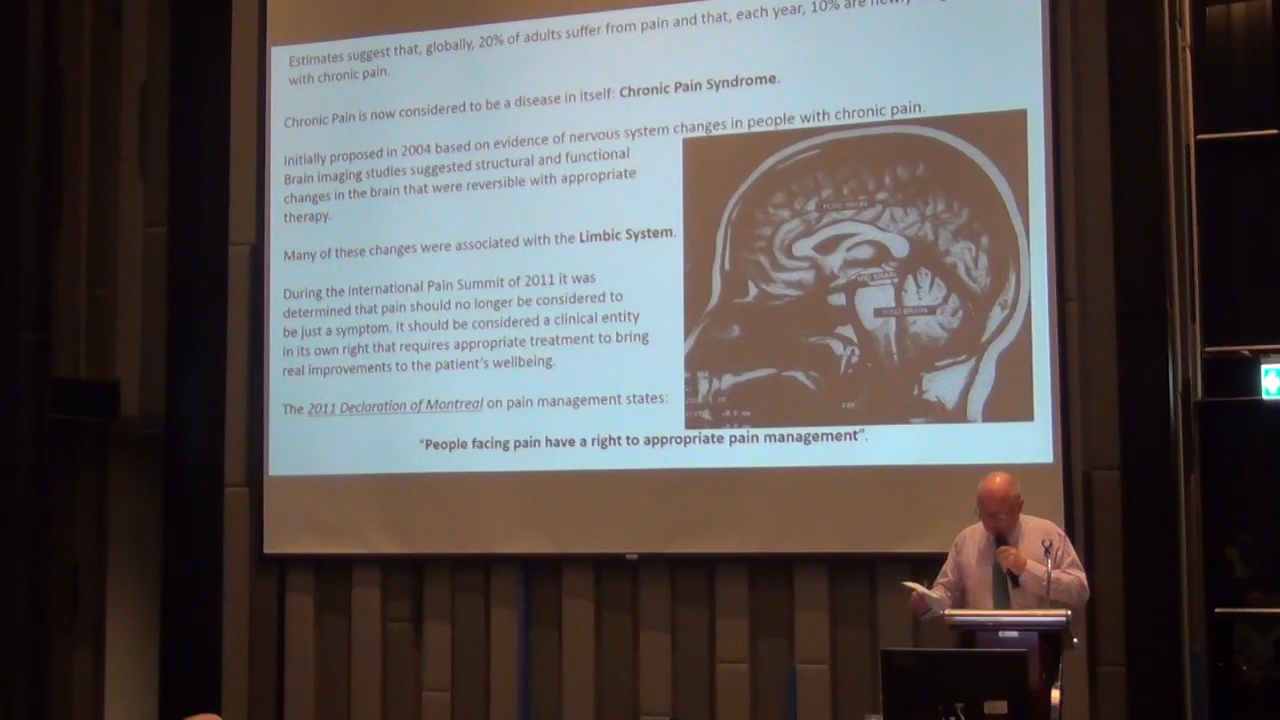 Estimates suggest that, globally, 20% of adults suffer from pain and that, each year, 10% are newly
with chronic pain.
Chronic Pain is now considered to be a disease in itself: Chronic Pain Syndrome.
Initially proposed in 2004 based on evidence of nervous system changes in people with chronic pain.
Brain imaging studies suggested structural and functional
changes in the brain that were reversible with appropriate
therapy.
Many of these changes were associated with the Limbic System.
During the International Pain Summit of 2011 it was
determined that pain should no longer be considered to
be just a symptom. It should be considered a clinical entity
in its own right that requires appropriate treatment to bring
real improvements to the patient's wellbeing.
The 2011 Declaration of Montreal on pain management states:
"People facing pain have a right to appropriate pain management".
FORE BRAIN
MID BRAIN
HIND BRAIN